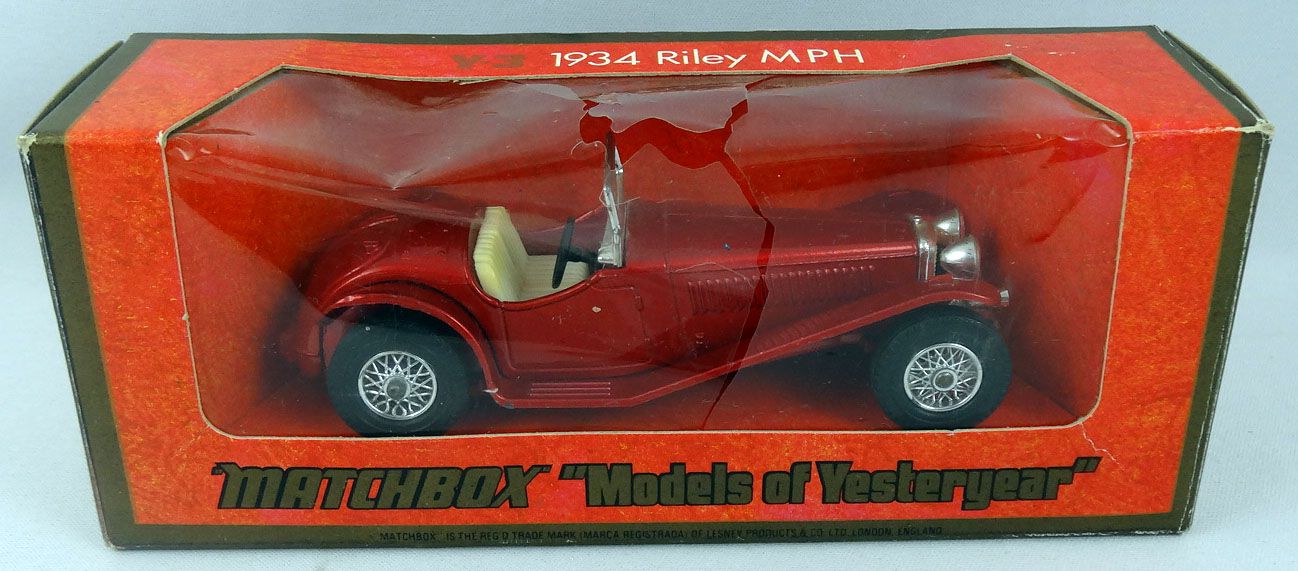 Y-3 1934 Riley MPH
"MATCHBOX" "Models of Yesteryear"
MATCHBOX IS THE REG'D TRADE MARK (MARCA REGISTRADA) OF LESNEY PRODUCTS & CO. LTD. LONDON, ENGLAND